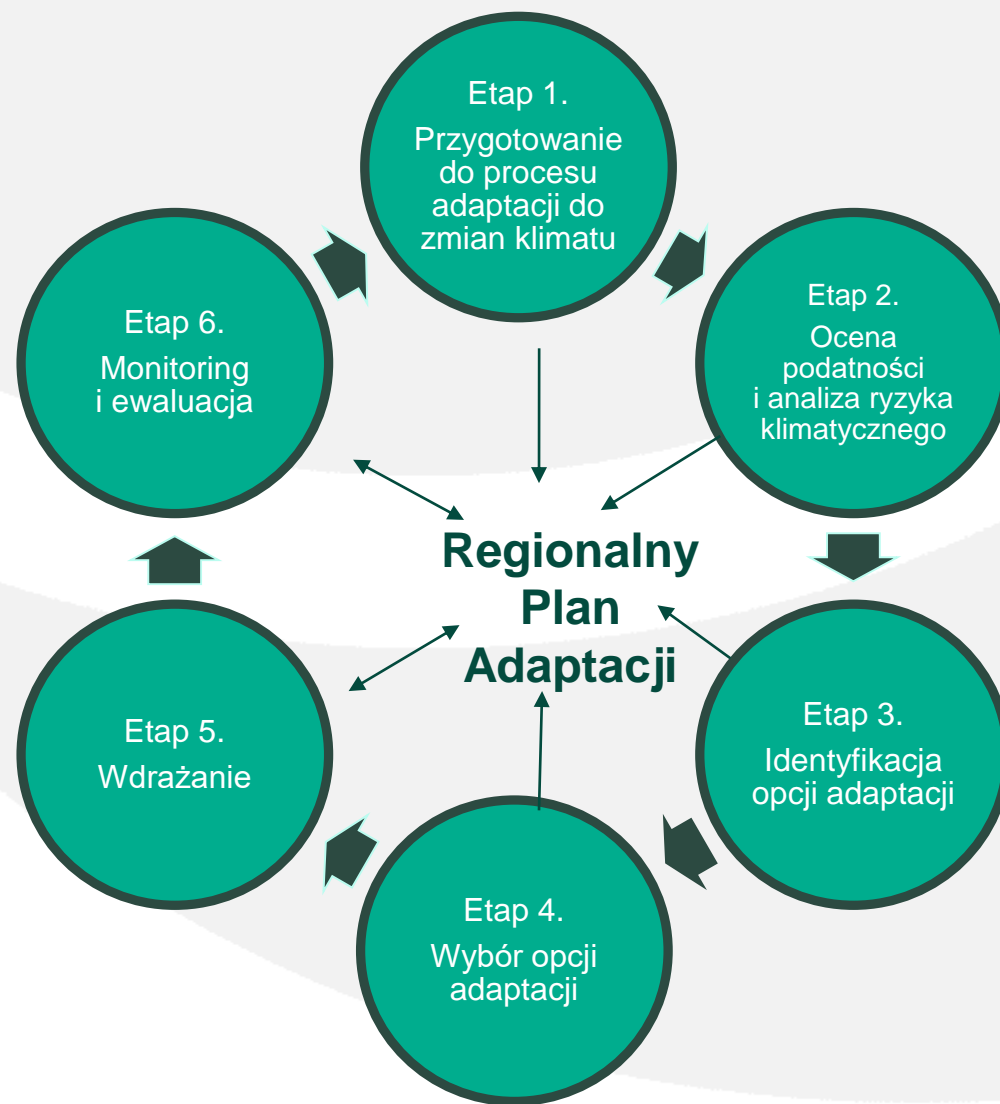 Etap 1.
Przygotowanie
do procesu
adaptacji do
zmian klimatu
Etap 2.
Ocena
podatności
i analiza ryzyka
klimatycznego
Etap 3.
Identyfikacja
opcji adaptacji
Etap 4.
Wybór opcji
adaptacji
Etap 5.
Wdrażanie
Etap 6.
Monitoring
i ewaluacja
Regionalny
Plan
Adaptacji